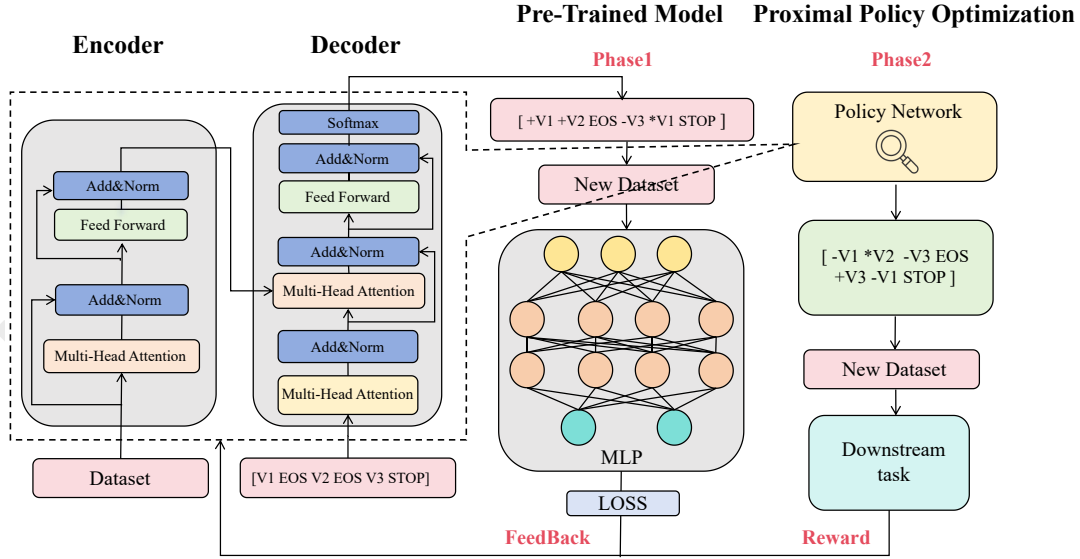 Pre-Trained Model
Proximal Policy Optimization
Encoder
Decoder
Phase1
Phase2
Softmax
Add&Norm
Feed Forward
Add&Norm
Multi-Head Attention
Add&Norm
Multi-Head Attention
Add&Norm
Feed Forward
Add&Norm
Multi-Head Attention
Dataset
[V1 EOS V2 EOS V3 STOP]
[ +V1 +V2 EOS -V3 *V1 STOP ]
New Dataset
MLP
LOSS
FeedBack
Policy Network
[ -V1 *V2 -V3 EOS
+V3 -V1 STOP ]
New Dataset
Downstream
task
Reward